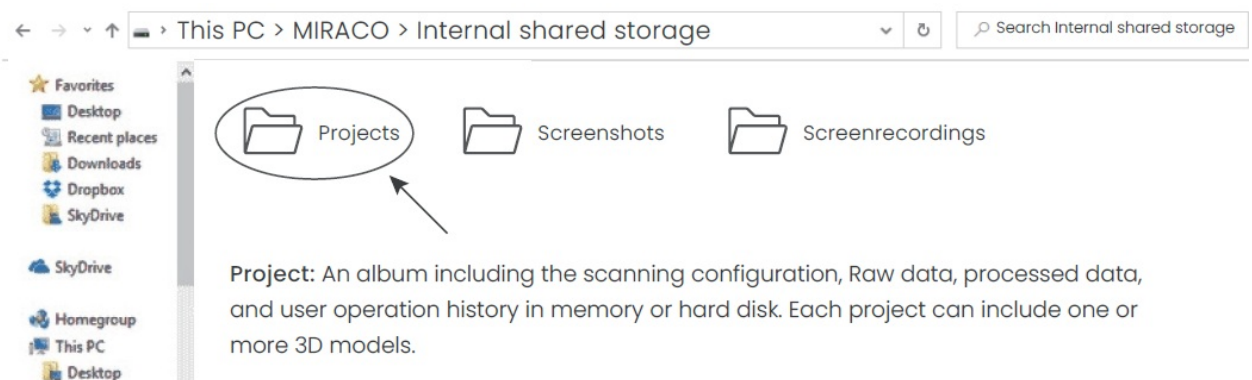 This PC > MIRACO > Internal shared storage
Search Internal shared storage
Favorites
Desktop
Recent places
Downloads
Dropbox
SkyDrive
SkyDrive
Homegroup
This PC
Desktop
Projects
Screenshots
Screenrecordings
Project: An album including the scanning configuration, Raw data, processed data,
and user operation history in memory or hard disk. Each project can include one or
more 3D models.